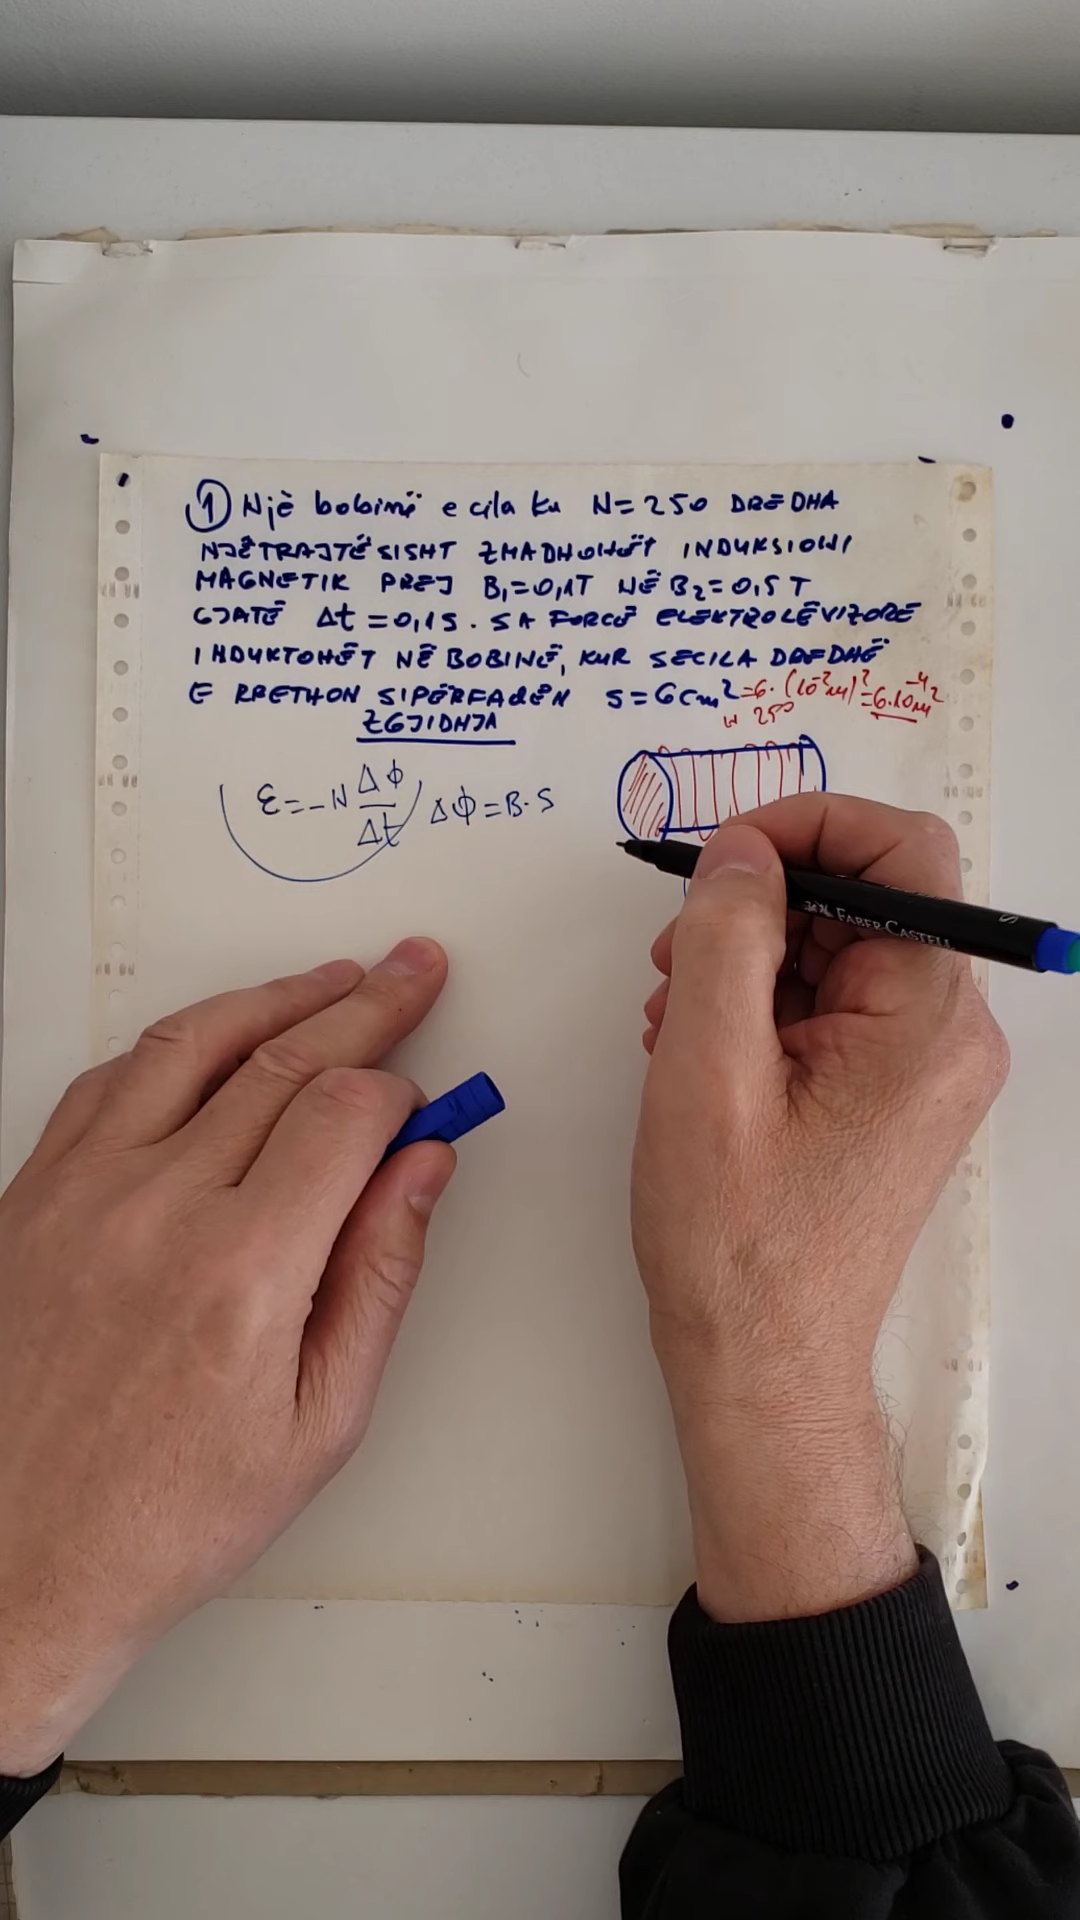 ① Një bobinë e cila ka N=250 DREDHA
NJËTRAJTËSISHT ZMADHOHET INDUKSIONI
MAGNETIK PREJ B₁=0,1T NË B₂=0,5T
GJATË Δt=0,1S. SA FORCË ELEKTROLËVIZORE
INDUKTOHET NË BOBINË, KUR SECILA DREDHË
E RRETHON SIPËRFAQEN S=6cm²=6·(10⁻²m)²=6·10⁻⁴m²
N 250
ZGJIDHJA
ε=-N Δϕ/Δt Δϕ=B·S
FABER-CASTELL
S